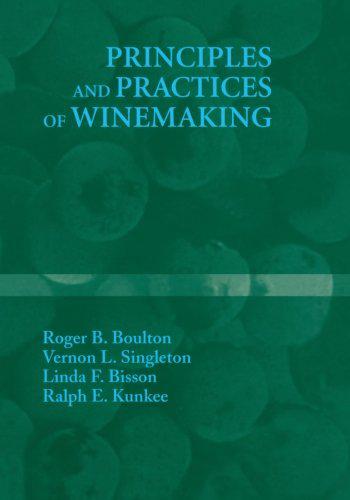 PRINCIPLES
AND PRACTICES
OF WINEMAKING
Roger B. Boulton
Vernon L. Singleton
Linda F. Bisson
Ralph E. Kunkee